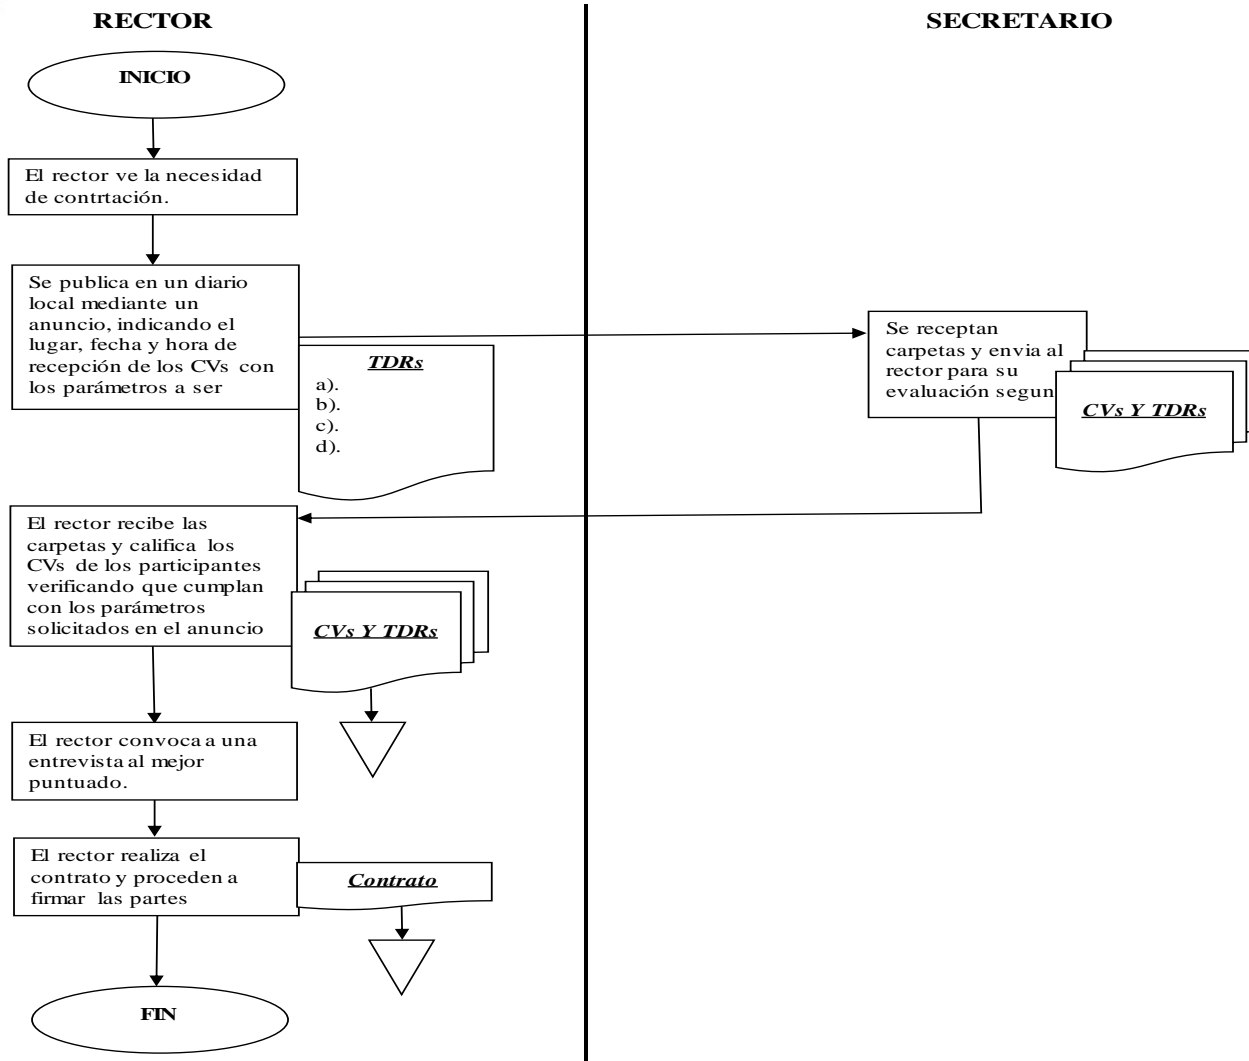 RECTOR
SECRETARIO
INICIO
El rector ve la necesidad
de contrtación.
Se publica en un diario
local mediante un
anuncio, indicando el
lugar, fecha y hora de
recepción de los CVs con
los parámetros a ser
TDRs
a).
b).
c).
d).
Se receptan
carpetas y envia al
rector para su
evaluación segun
CVs Y TDRs
El rector recibe las
carpetas y califica los
CVs de los participantes
verificando que cumplan
con los parámetros
solicitados en el anuncio
CVs Y TDRs
El rector convoca a una
entrevista al mejor
puntuado.
El rector realiza el
contrato y proceden a
firmar las partes
Contrato
FIN